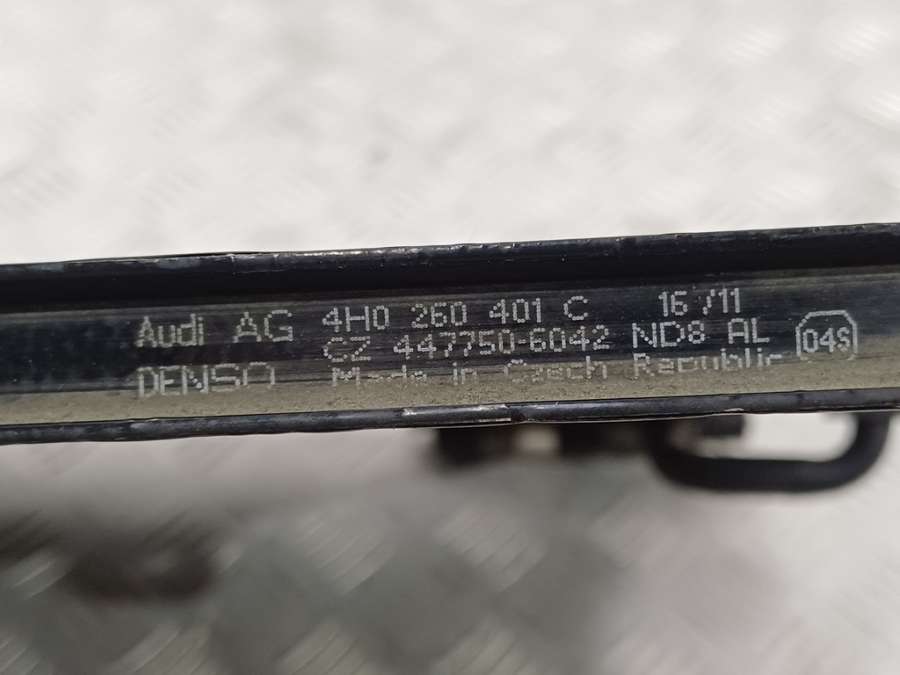 Audi AG 4H0 260 401 C 16/11
CZ 447750-6042 ND8 AL 04S
DENSO Made in Czech Republic